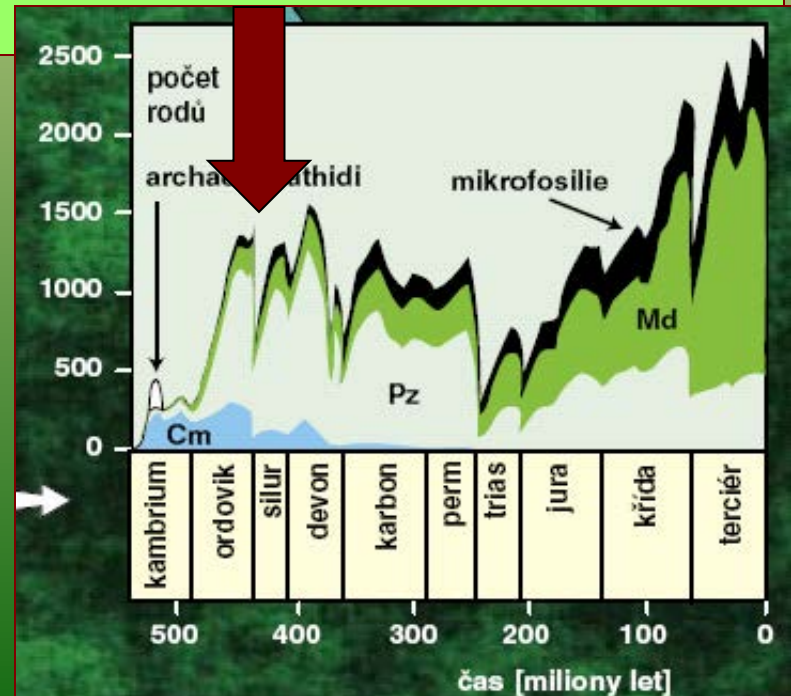 2500
2000
1500
1000
500
0
počet
rodů
mikrofosilie
Cm
Pz
Md
kambrium
ordovik
silur
devon
karbon
perm
trias
jura
křída
terciér
500 400 300 200 100 0
čas [miliony let]